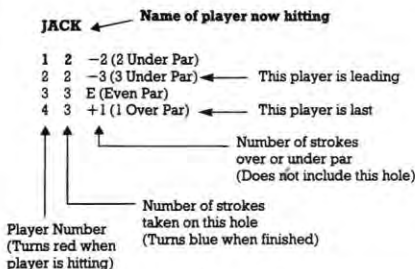 JACK
Name of player now hitting
1 2 −2 (2 Under Par)
2 2 −3 (3 Under Par)
This player is leading
3 3 E (Even Par)
4 3 +1 (1 Over Par)
This player is last
Number of strokes
over or under par
(Does not include this hole)
Number of strokes
taken on this hole
(Turns blue when finished)
Player Number
(Turns red when
player is hitting)